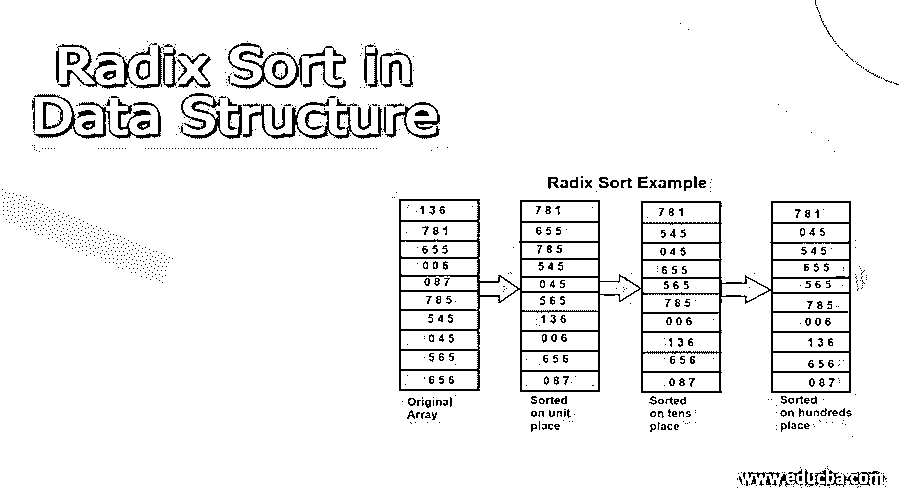 Radix Sort in
Data Structure
Radix Sort Example
136
781
655
006
087
785
545
045
565
656
Original
Array
781
655
785
545
045
565
136
006
656
087
Sorted
on unit
place
781
545
045
655
565
785
006
136
656
087
Sorted
on tens
place
781
045
545
655
565
785
006
136
656
087
Sorted
on hundreds
place
www.educba.com